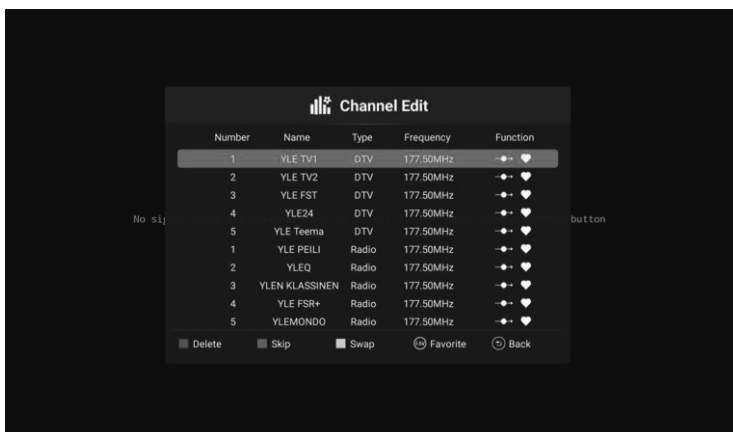 Channel Edit
Number Name Type Frequency Function
1 YLE TV1 DTV 177.50MHz
2 YLE TV2 DTV 177.50MHz
3 YLE FST DTV 177.50MHz
4 YLE24 DTV 177.50MHz
No button
5 YLE Teema DTV 177.50MHz
1 YLE PEILI Radio 177.50MHz
2 YLEQ Radio 177.50MHz
3 YLEN KLASSINEN Radio 177.50MHz
4 YLE FSR+ Radio 177.50MHz
5 YLEMONDO Radio 177.50MHz
Delete Skip Swap FAV Favorite Back